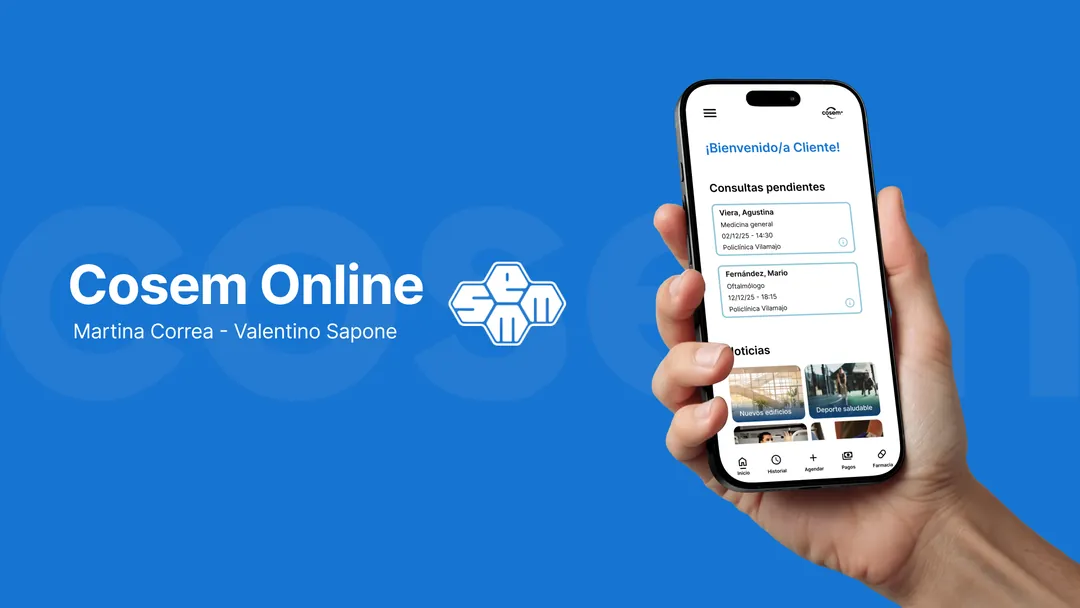 cosem
Cosem Online
Martina Correa - Valentino Sapone
semm
cosem
¡Bienvenido/a Cliente!
Consultas pendientes
Viera, Agustina
Medicina general
02/12/25 - 14:30
Policlínica Vilamajo
Fernández, Mario
Oftalmólogo
12/12/25 - 18:15
Policlínica Vilamajo
Noticias
Nuevos edificios
Deporte saludable
Inicio
Historial
Agendar
Pagos
Farmacia